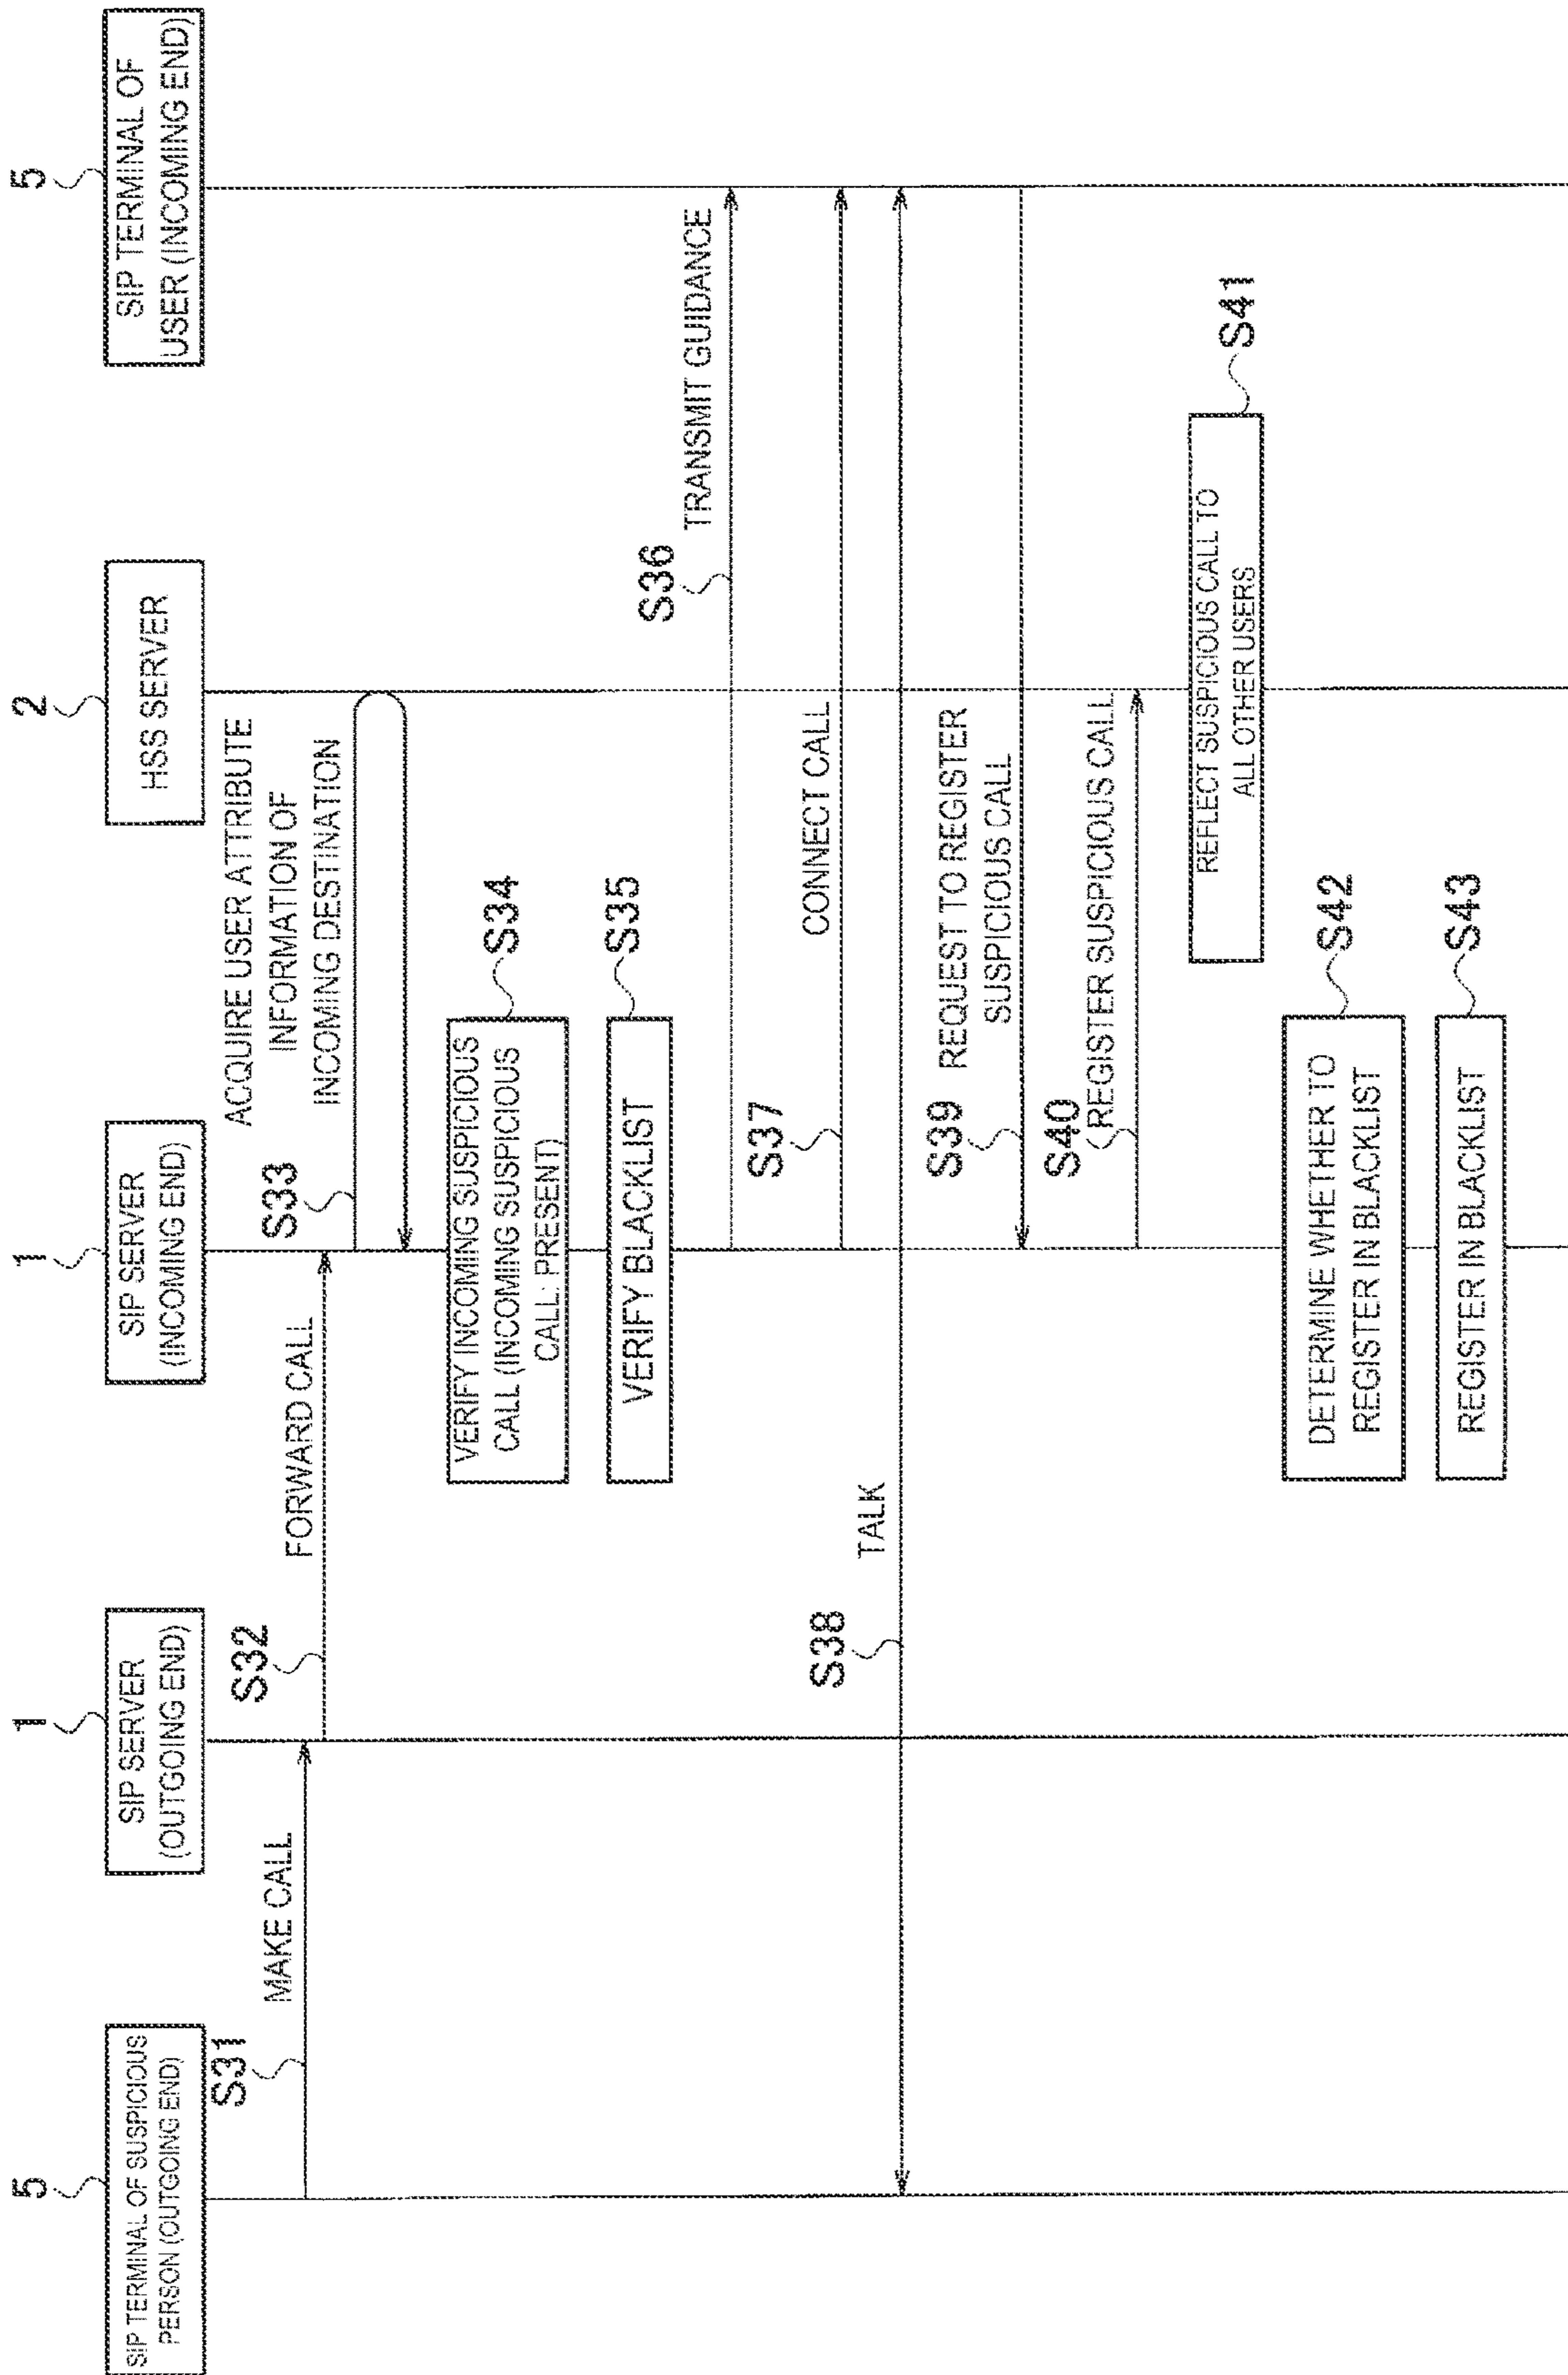 5
SIP TERMINAL OF SUSPICIOUS
PERSON (OUTGOING END)
1
SIP SERVER
(OUTGOING END)
1
SIP SERVER
(INCOMING END)
2
HSS SERVER
5
SIP TERMINAL OF
USER (INCOMING END)
S31
MAKE CALL
S32
FORWARD CALL
S33
ACQUIRE USER ATTRIBUTE
INFORMATION OF
INCOMING DESTINATION
VERIFY INCOMING SUSPICIOUS
CALL (INCOMING SUSPICIOUS
CALL: PRESENT)
S34
VERIFY BLACKLIST
S35
S36
TRANSMIT GUIDANCE
S37
CONNECT CALL
S38
TALK
S39
REQUEST TO REGISTER
SUSPICIOUS CALL
S40
REGISTER SUSPICIOUS CALL
REFLECT SUSPICIOUS CALL TO
ALL OTHER USERS
S41
DETERMINE WHETHER TO
REGISTER IN BLACKLIST
S42
REGISTER IN BLACKLIST
S43